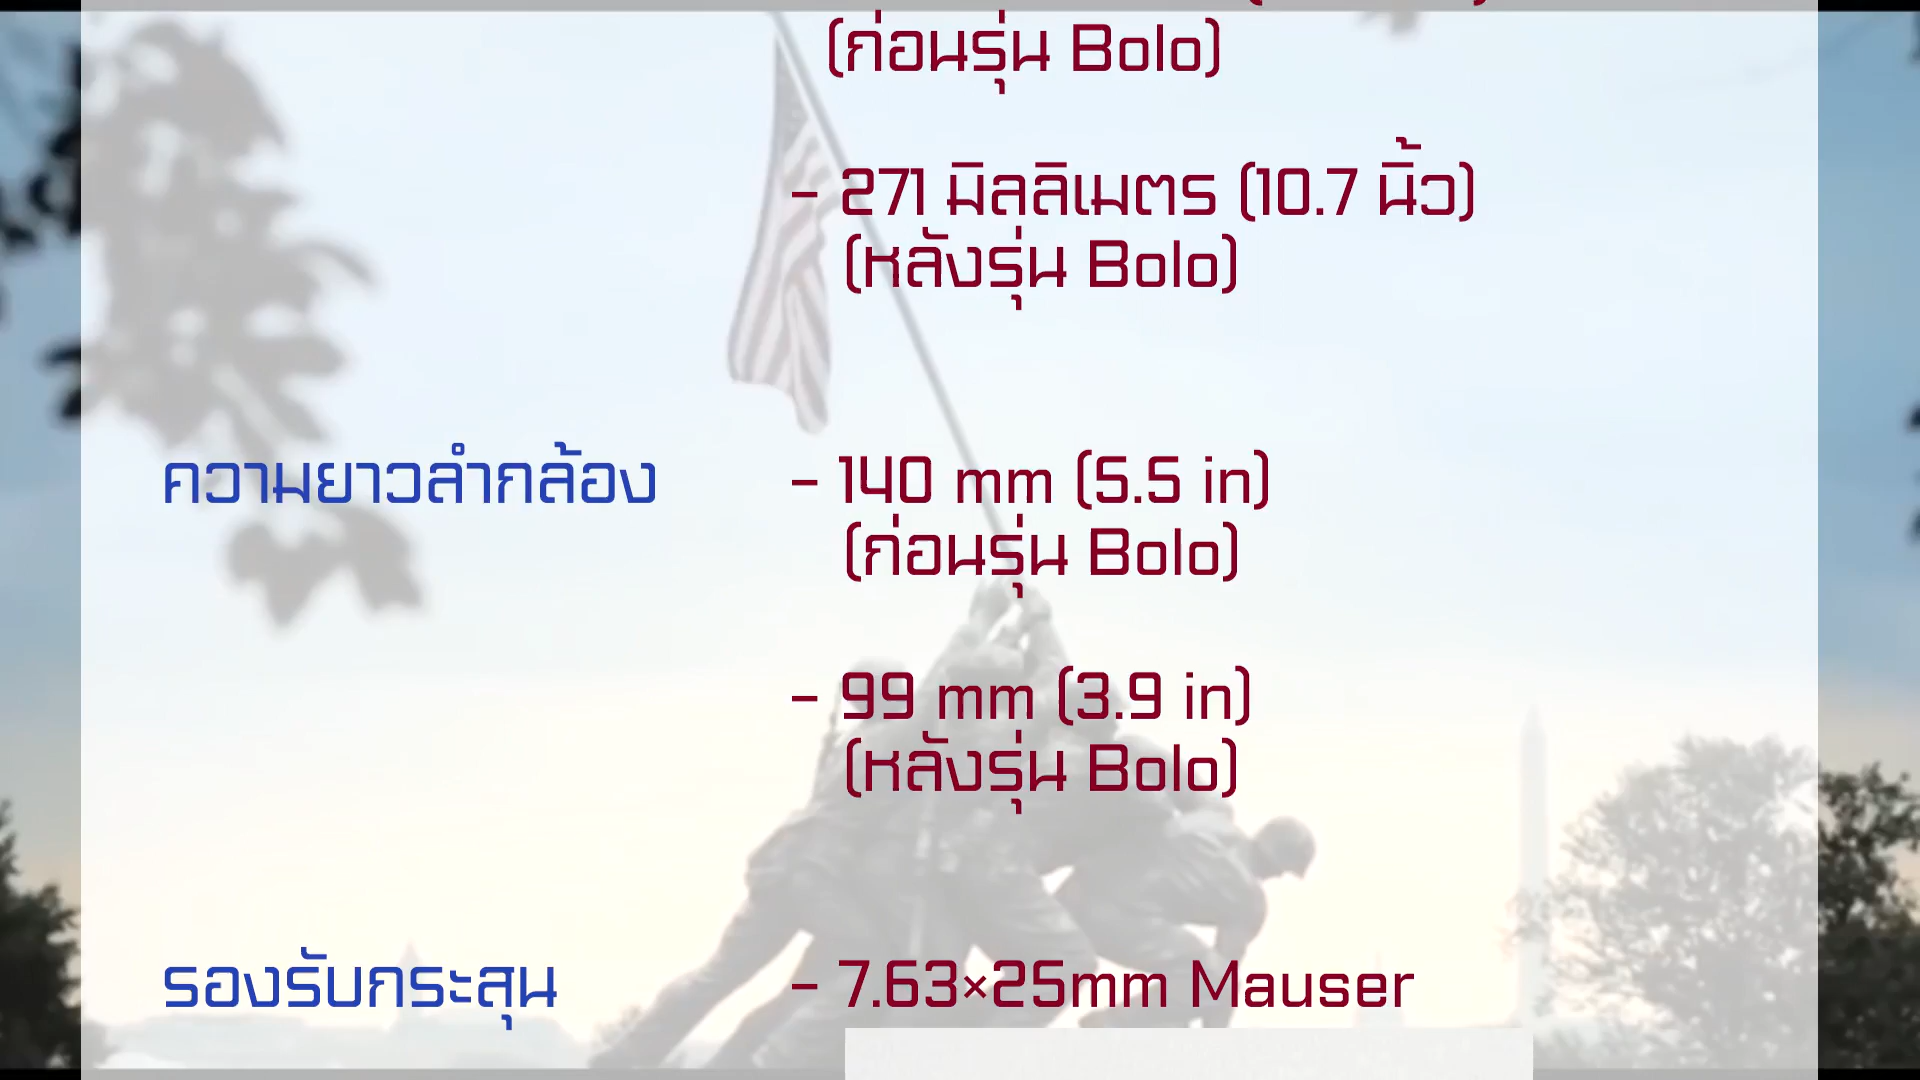 (ก่อนรุ่น Bolo)
- 271 มิลลิเมตร (10.7 นิ้ว)
(หลังรุ่น Bolo)
ความยาวลำกล้อง - 140 mm (5.5 in)
(ก่อนรุ่น Bolo)
- 99 mm (3.9 in)
(หลังรุ่น Bolo)
รองรับกระสุน - 7.63×25mm Mauser